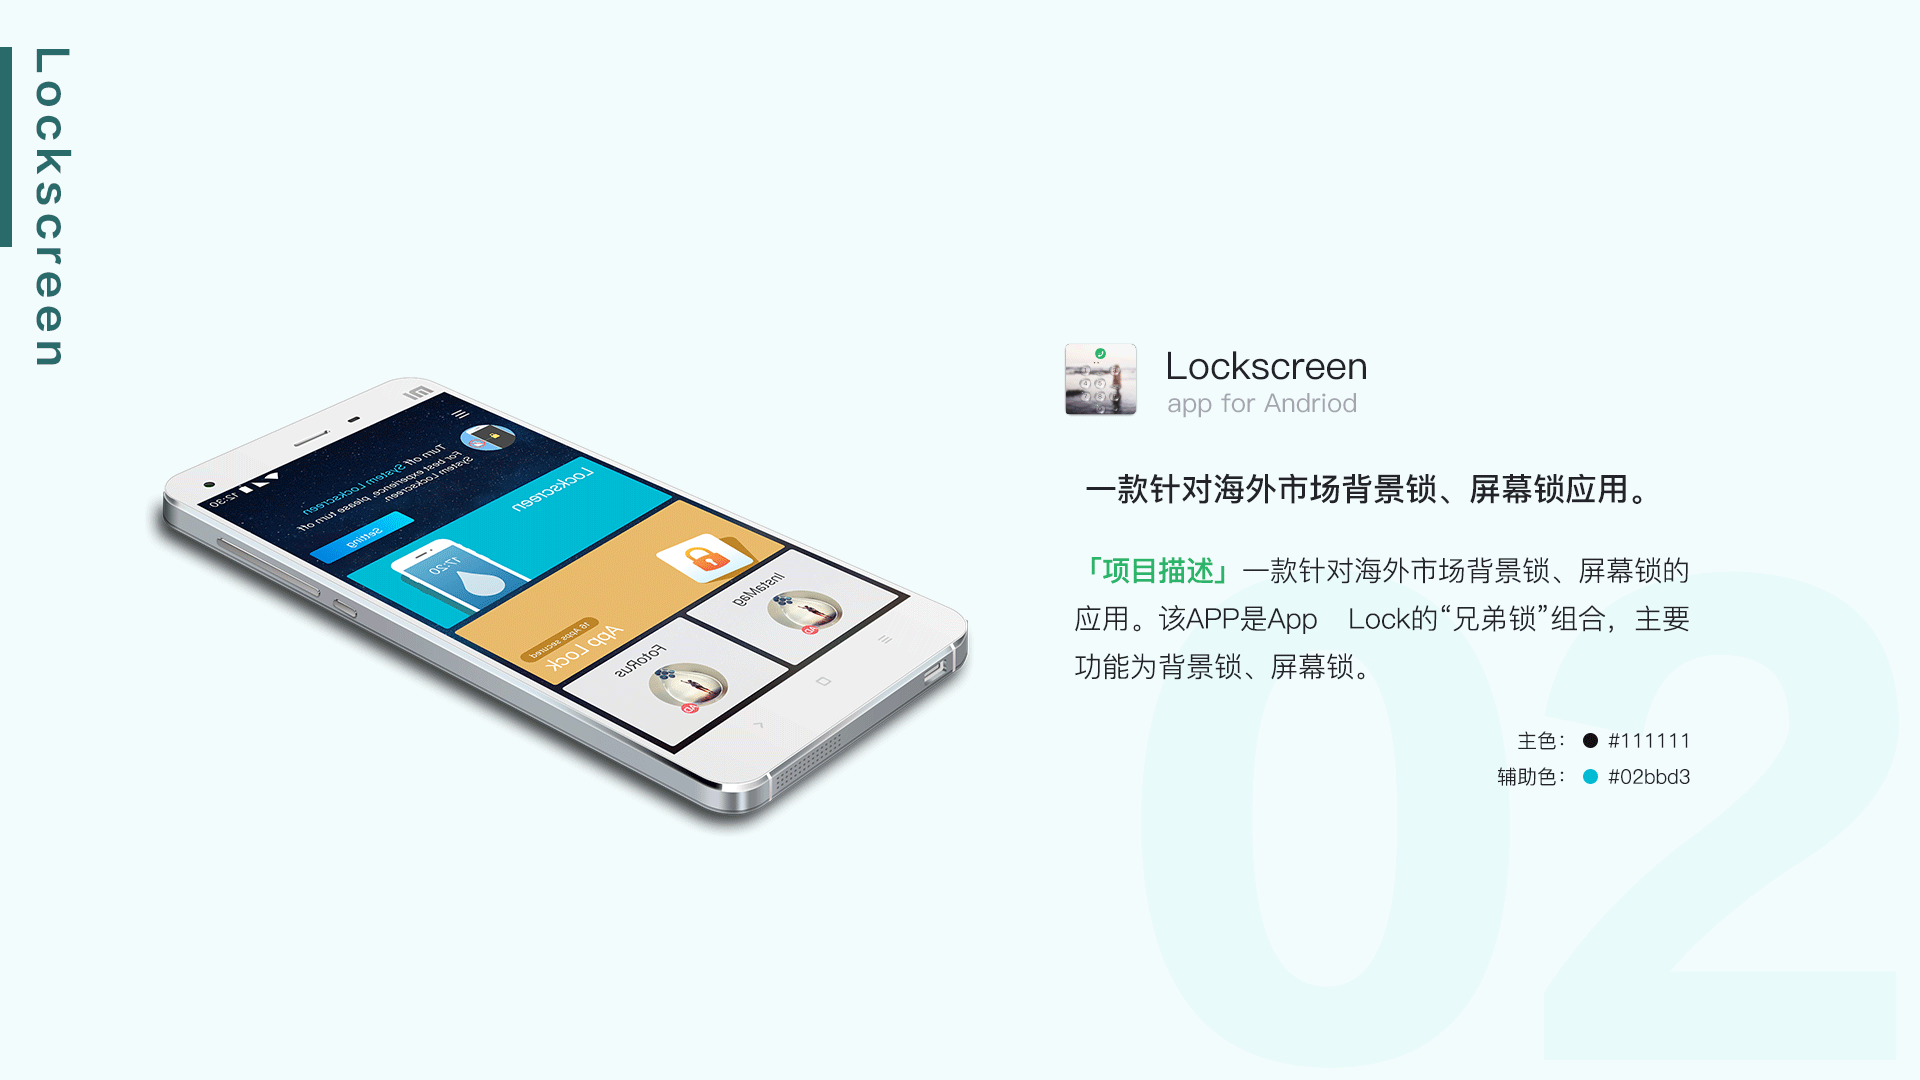 Lockscreen
Lockscreen
app for Andriod
一款针对海外市场背景锁、屏幕锁应用。
「项目描述」一款针对海外市场背景锁、屏幕锁的
应用。该APP是App Lock的“兄弟锁”组合，主要
功能为背景锁、屏幕锁。
主色： #111111
辅助色： #02bbd3
02
MI
12:30
Turn off System Lockscreen
For best experience, please turn off
System Lockscreen
Setting
Lockscreen
17:20
App Lock
16 Apps secured
InstaMag
AD
FotoRus
AD